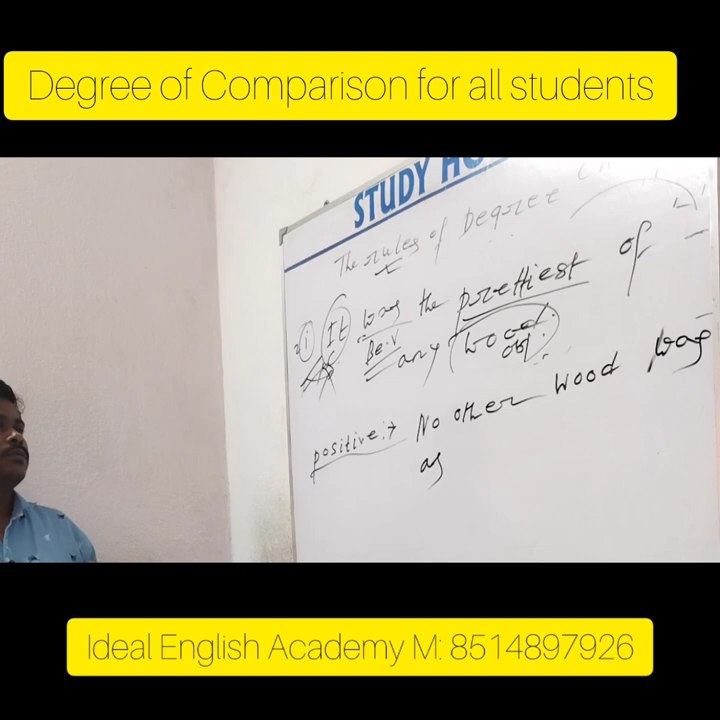 Degree of Comparison for all students
STUDY HO
The rules of Degree
i It was the prettiest of
Be.V
any wood.
obj
positive:→ No other wood was
as
Ideal English Academy M: 8514897926